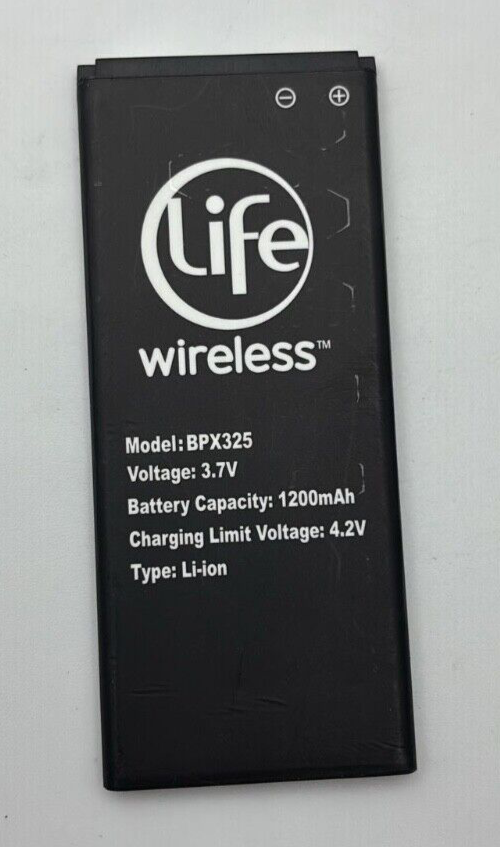 ⊖ ⊕
Life
wireless™
Model: BPX325
Voltage: 3.7V
Battery Capacity: 1200mAh
Charging Limit Voltage: 4.2V
Type: Li-ion